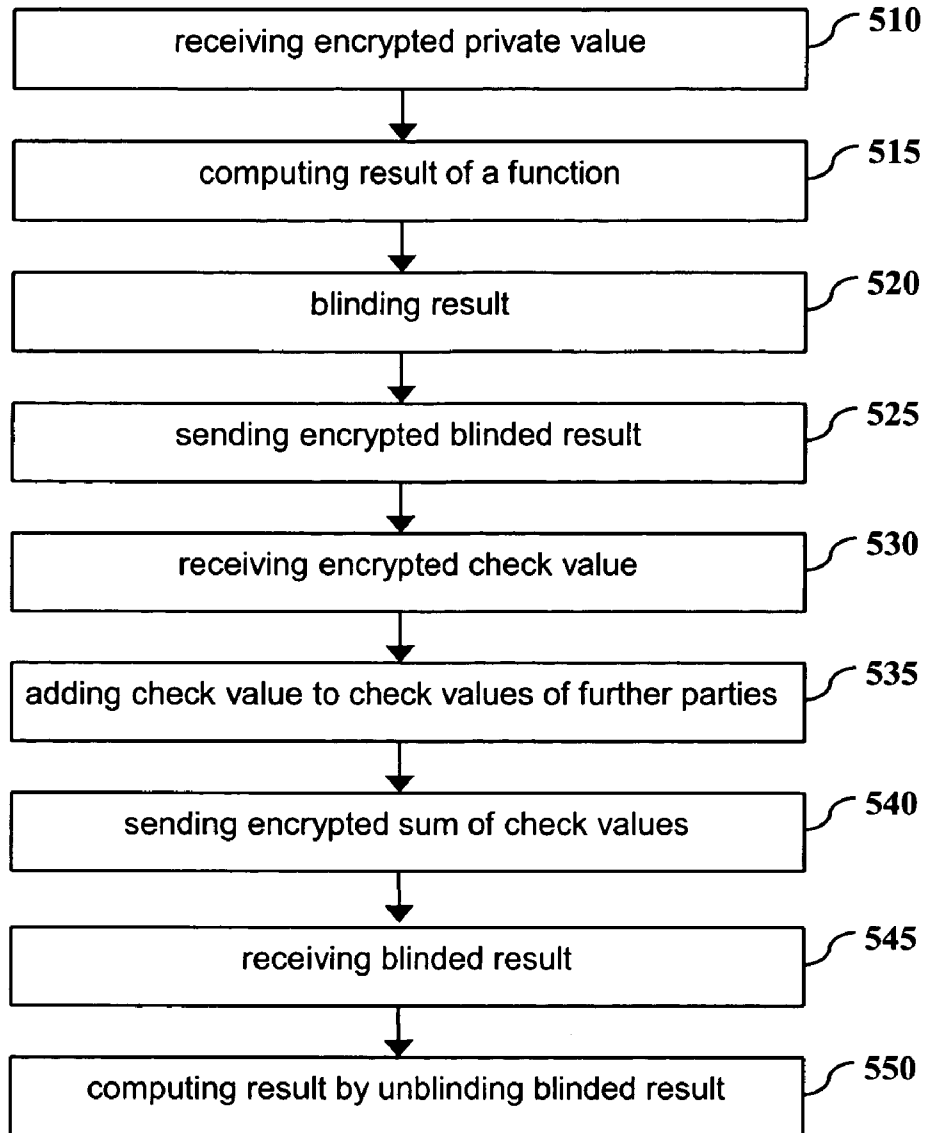 receiving encrypted private value
510
computing result of a function
515
blinding result
520
sending encrypted blinded result
525
receiving encrypted check value
530
adding check value to check values of further parties
535
sending encrypted sum of check values
540
receiving blinded result
545
computing result by unblinding blinded result
550